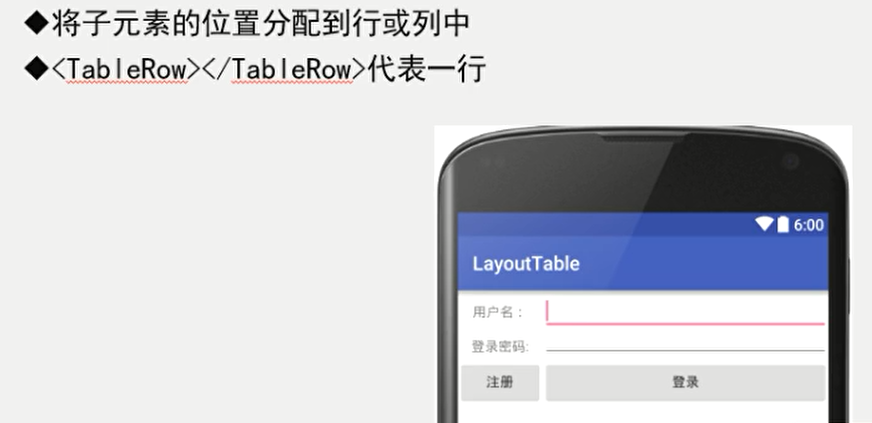 ◆将子元素的位置分配到行或列中
◆<TableRow></TableRow>代表一行
6:00
LayoutTable
用户名：
登录密码:
注册 登录